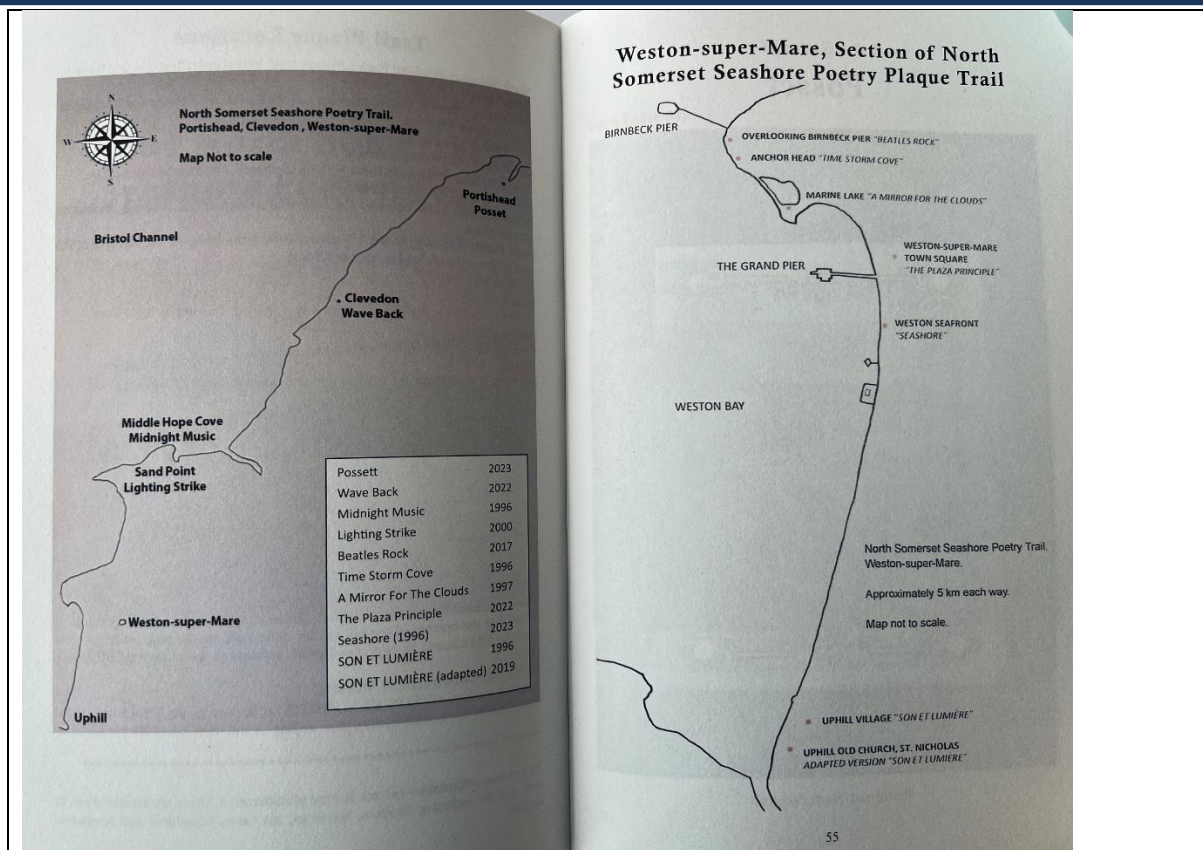 North Somerset Seashore Poetry Trail.
Portishead, Clevedon , Weston-super-Mare
Map Not to scale
N
W
E
S
Portishead
Posset
Bristol Channel
Clevedon
Wave Back
Middle Hope Cove
Midnight Music
Sand Point
Lighting Strike
Weston-super-Mare
Uphill
Possett 2023
Wave Back 2022
Midnight Music 1996
Lighting Strike 2000
Beatles Rock 2017
Time Storm Cove 1996
A Mirror For The Clouds 1997
The Plaza Principle 2022
Seashore (1996) 2023
SON ET LUMIÈRE 1996
SON ET LUMIÈRE (adapted) 2019
Weston-super-Mare, Section of North
Somerset Seashore Poetry Plaque Trail
BIRNBECK PIER
OVERLOOKING BIRNBECK PIER "BEATLES ROCK"
ANCHOR HEAD "TIME STORM COVE"
MARINE LAKE "A MIRROR FOR THE CLOUDS"
WESTON-SUPER-MARE
TOWN SQUARE
"THE PLAZA PRINCIPLE"
THE GRAND PIER
WESTON SEAFRONT
"SEASHORE"
WESTON BAY
North Somerset Seashore Poetry Trail.
Weston-super-Mare.
Approximately 5 km each way.
Map not to scale.
UPHILL VILLAGE "SON ET LUMIÈRE"
UPHILL OLD CHURCH, ST. NICHOLAS
ADAPTED VERSION "SON ET LUMIERE"
55